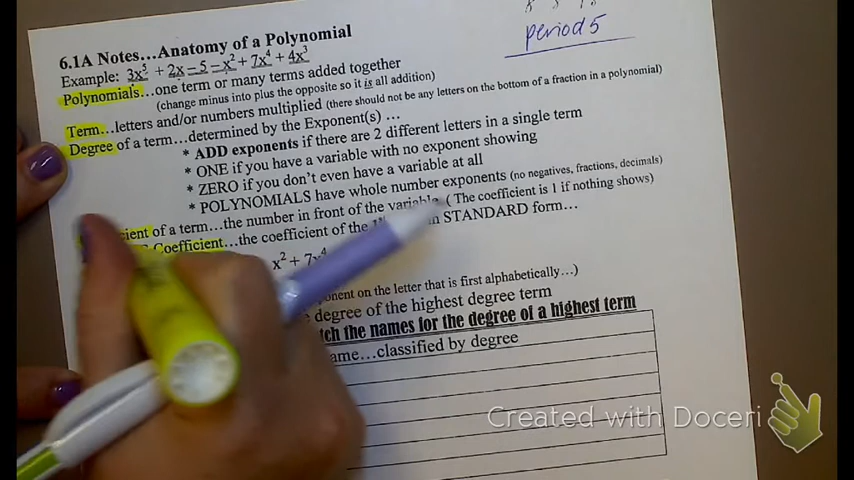 period 5
6.1A Notes...Anatomy of a Polynomial
Example: 3x⁵ + 2x – 5 – x² + 7x⁴ + 4x³
Polynomials...one term or many terms added together
(change minus into plus the opposite so it is all addition)
Term...letters and/or numbers multiplied (there should not be any letters on the bottom of a fraction in a polynomial)
Degree of a term...determined by the Exponent(s) ...
* ADD exponents if there are 2 different letters in a single term
* ONE if you have a variable with no exponent showing
* ZERO if you don't even have a variable at all
* POLYNOMIALS have whole number exponents (no negatives, fractions, decimals)
of a term...the number in front of the variable. ( The coefficient is 1 if nothing shows)
Coefficient...the coefficient of the in STANDARD form...
x² + 7x⁴
on the letter that is first alphabetically...)
degree of the highest degree term
the names for the degree of a highest term
...classified by degree
Created with Doceri